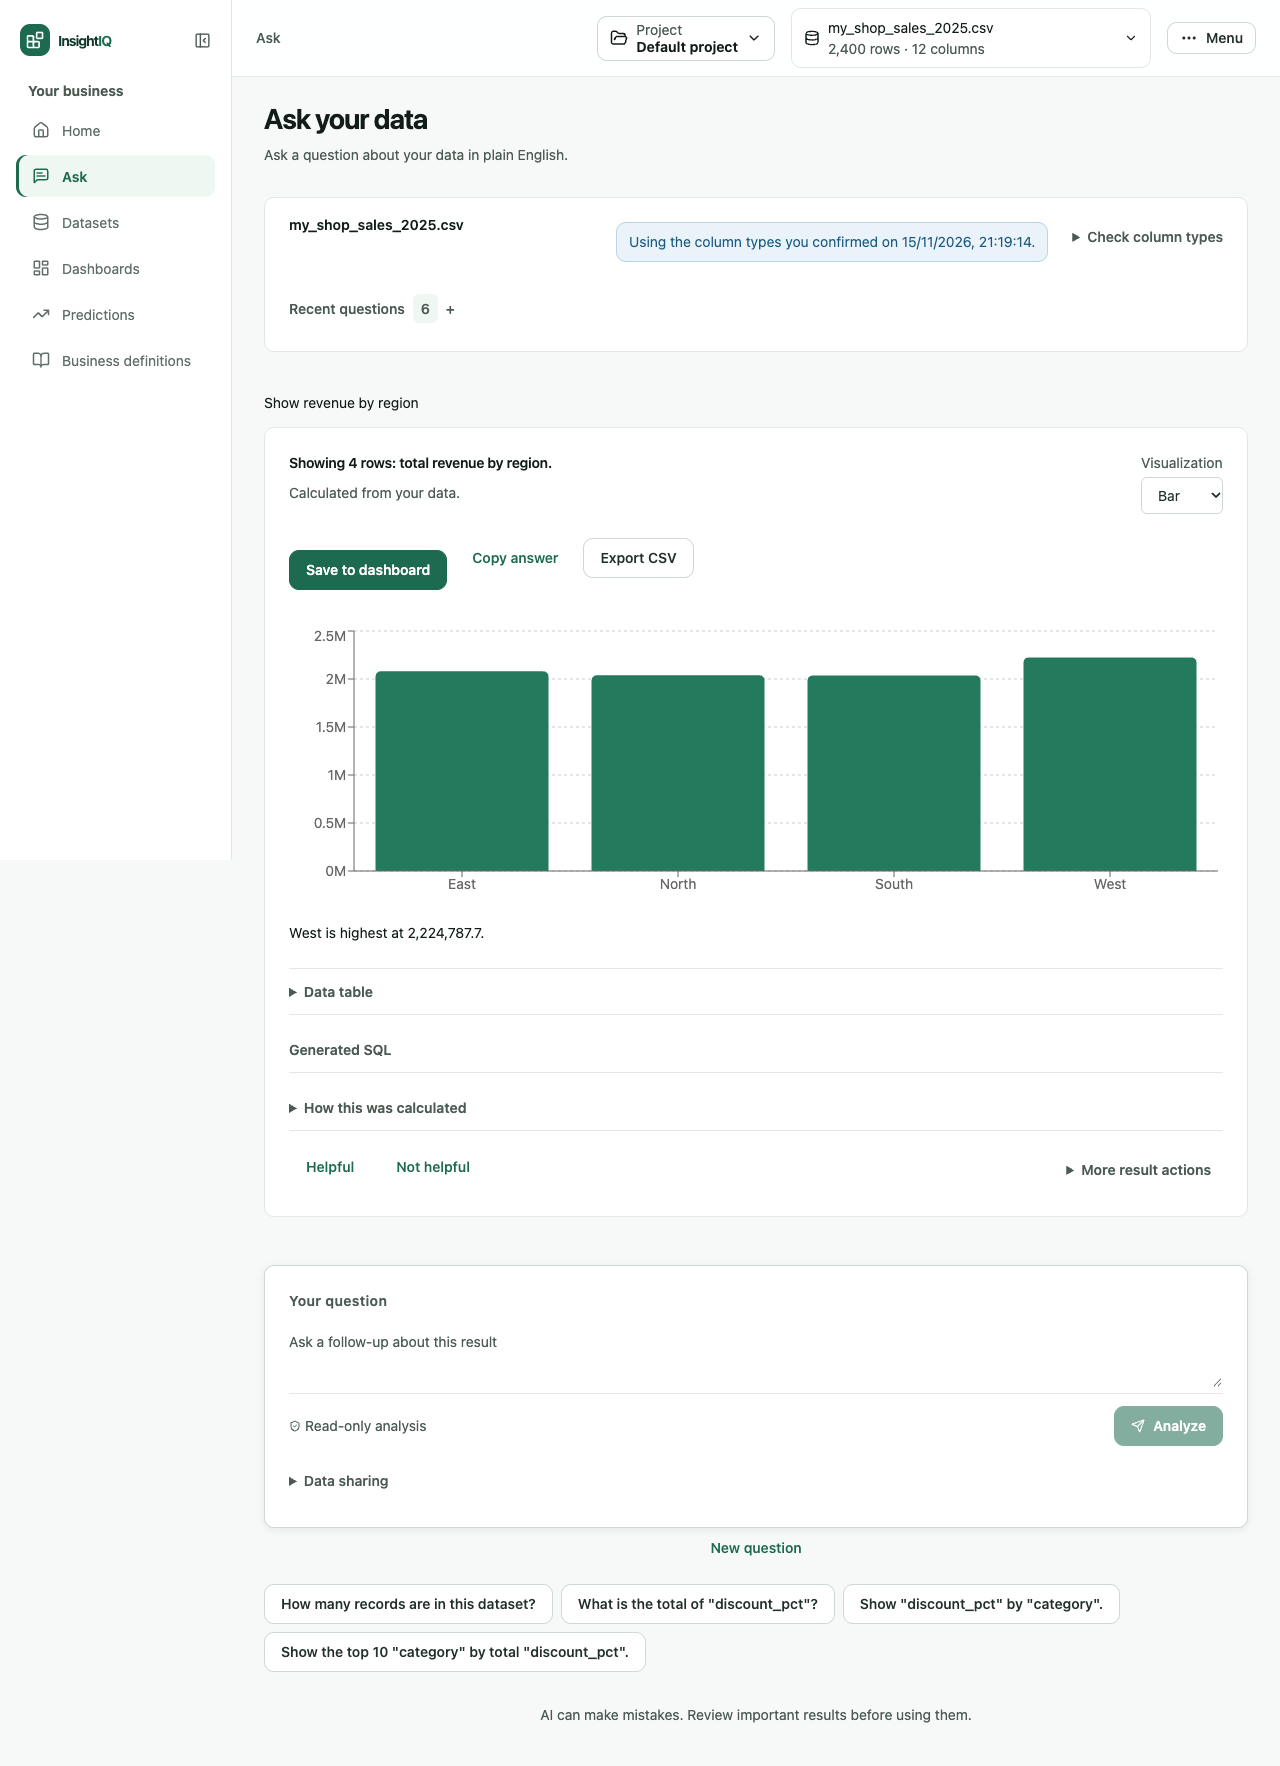 InsightIQ
Your business
Home
Ask
Datasets
Dashboards
Predictions
Business definitions
Ask
Project
Default project
my_shop_sales_2025.csv
2,400 rows · 12 columns
Menu
Ask your data
Ask a question about your data in plain English.
my_shop_sales_2025.csv
Using the column types you confirmed on 15/11/2026, 21:19:14.
Check column types
Recent questions 6 +
Show revenue by region
Showing 4 rows: total revenue by region.
Calculated from your data.
Visualization
Bar
Save to dashboard
Copy answer
Export CSV
2.5M
2M
1.5M
1M
0.5M
0M
East
North
South
West
West is highest at 2,224,787.7.
Data table
Generated SQL
How this was calculated
Helpful
Not helpful
More result actions
Your question
Ask a follow-up about this result
Read-only analysis
Analyze
Data sharing
New question
How many records are in this dataset?
What is the total of "discount_pct"?
Show "discount_pct" by "category".
Show the top 10 "category" by total "discount_pct".
AI can make mistakes. Review important results before using them.